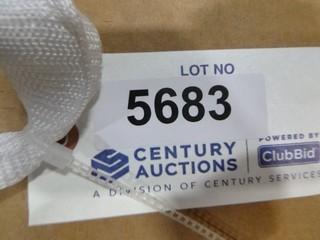 LOT NO
5683
CENTURY
AUCTIONS
POWERED BY
ClubBid
A DIVISION OF CENTURY SERVICES